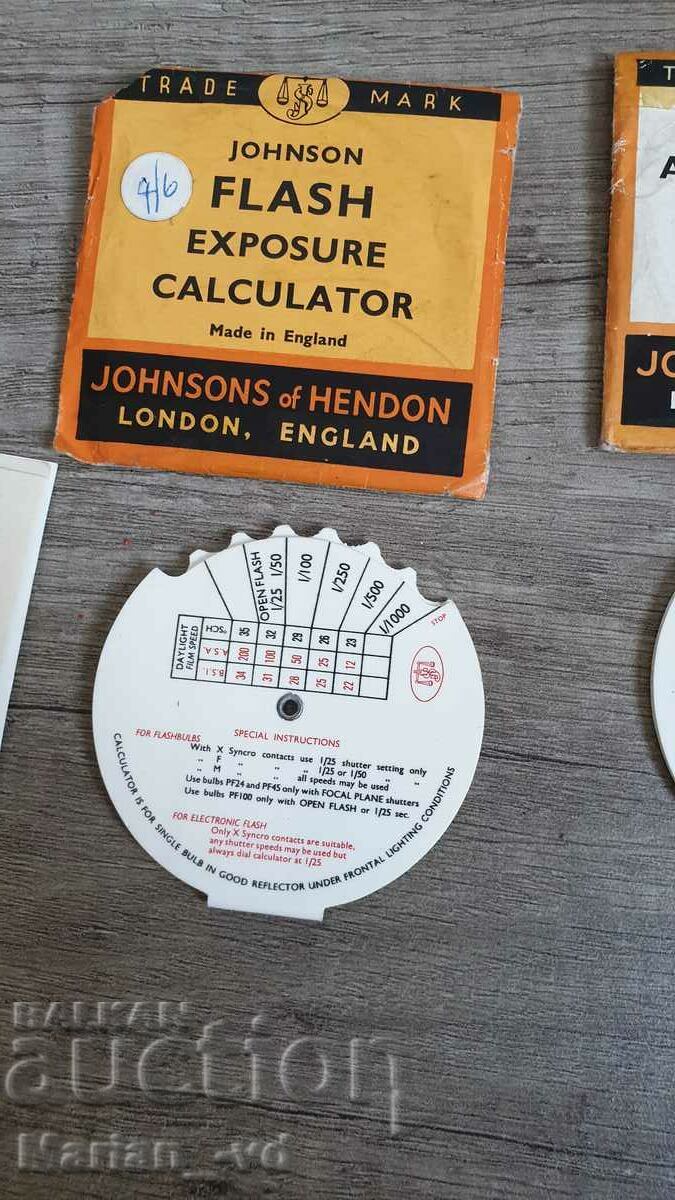 TRADE MARK
JOHNSON
FLASH
EXPOSURE
CALCULATOR
Made in England
4/6
JOHNSONS of HENDON
LONDON, ENGLAND
T
A
JO
OPEN FLASH
1/25 1/50
1/100
1/250
1/500
1/1000
STOP
DAYLIGHT
FILM SPEED
°SCH 35 32 29 26 23
A.S.A. 200 100 50 25 12
B.S.I. 34 31 28 25 22
SPECIAL INSTRUCTIONS
FOR FLASHBULBS
With X Syncro contacts use 1/25 shutter setting only
„ F „ „ „ 1/25 or 1/50 „ „
„ M „ „ all speeds may be used
Use bulbs PF24 and PF45 only with FOCAL PLANE shutters
Use bulbs PF100 only with OPEN FLASH or 1/25 sec.
FOR ELECTRONIC FLASH
Only X Syncro contacts are suitable,
any shutter speeds may be used but
always dial calculator at 1/25
CALCULATOR IS FOR SINGLE BULB IN GOOD REFLECTOR UNDER FRONTAL LIGHTING CONDITIONS
BALKAN
auction
Marian_-vd